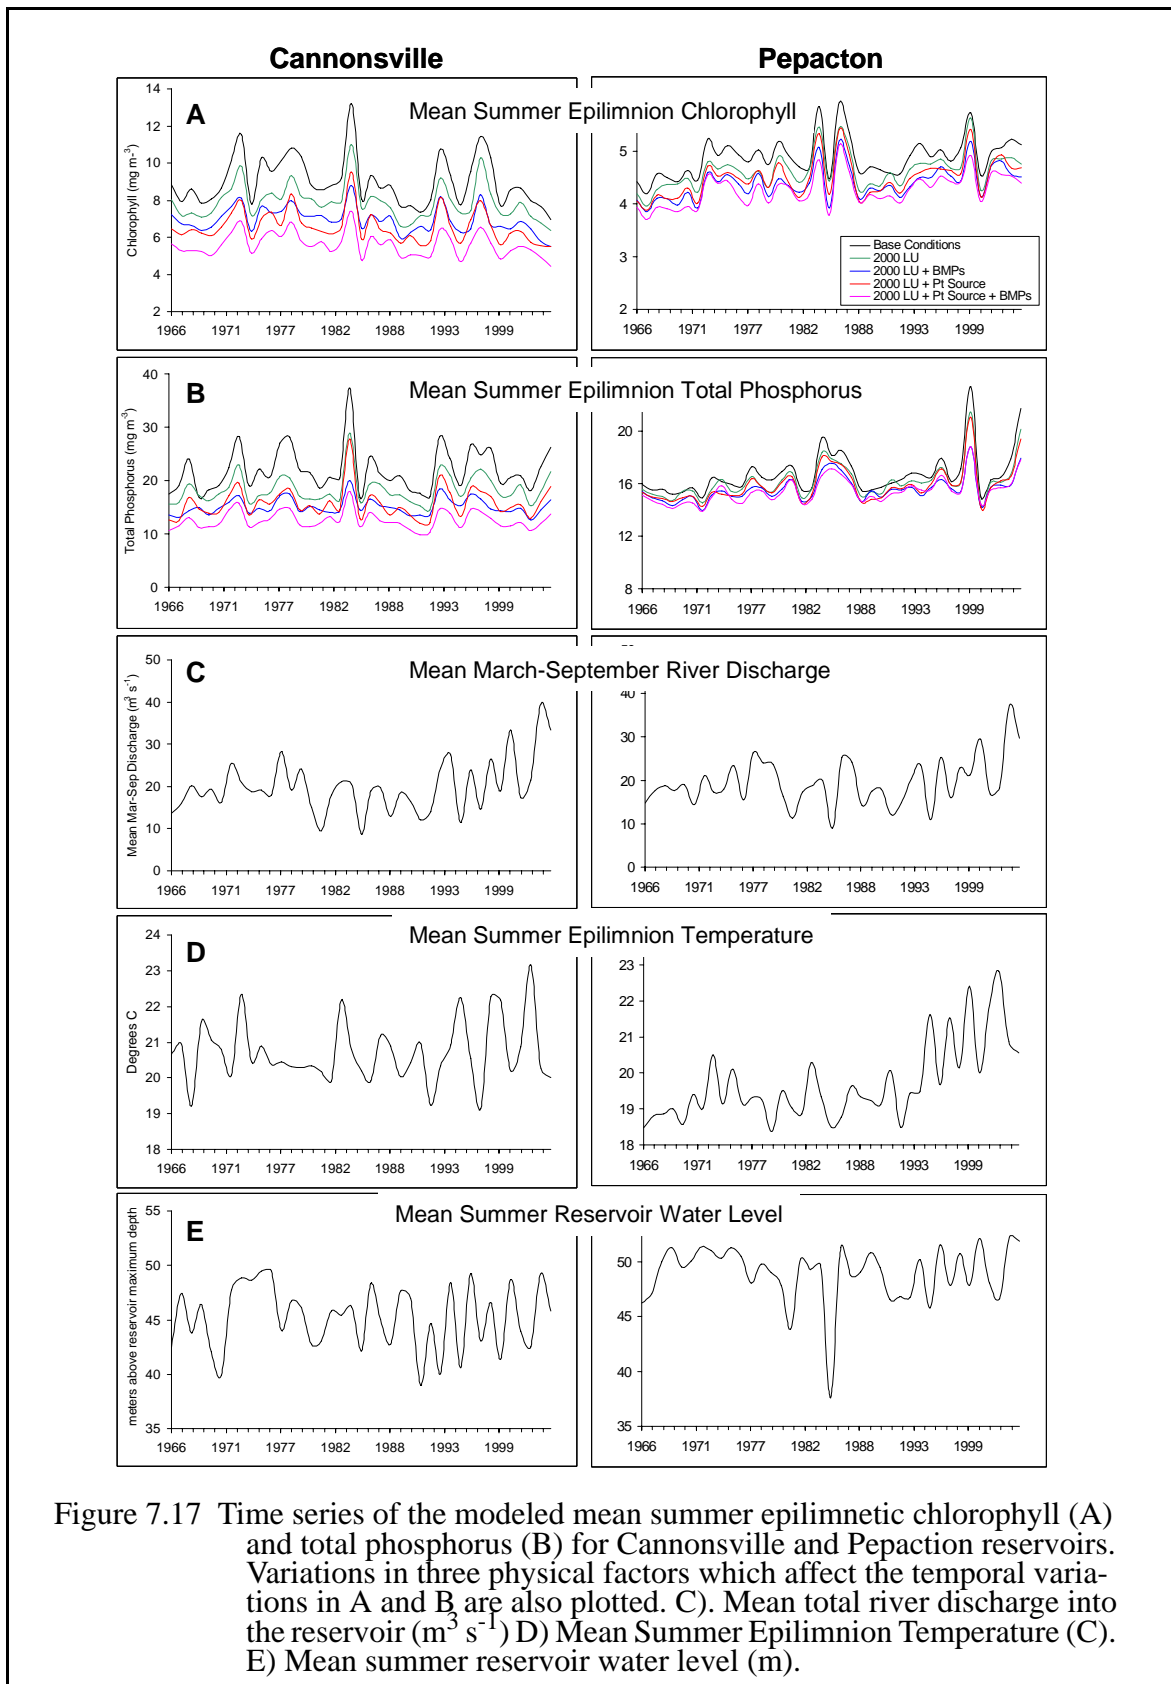 Cannonsville Pepacton
A Mean Summer Epilimnion Chlorophyll
Chlorophyll (mg m-3)
14
12
10
8
6
4
2
1966 1971 1977 1982 1988 1993 1999
5
4
3
2
Base Conditions
2000 LU
2000 LU + BMPs
2000 LU + Pt Source
2000 LU + Pt Source + BMPs
1966 1971 1977 1982 1988 1993 1999
B Mean Summer Epilimnion Total Phosphorus
Total Phosphorus (mg m-3)
40
30
20
10
0
1966 1971 1977 1982 1988 1993 1999
20
16
12
8
1966 1971 1977 1982 1988 1993 1999
C Mean March-September River Discharge
Mean Mar-Sep Discharge (m3 s-1)
50
40
30
20
10
0
1966 1971 1977 1982 1988 1993 1999
40
30
20
10
0
1966 1971 1977 1982 1988 1993 1999
D Mean Summer Epilimnion Temperature
Degrees C
24
23
22
21
20
19
18
1966 1971 1977 1982 1988 1993 1999
23
22
21
20
19
18
1966 1971 1977 1982 1988 1993 1999
E Mean Summer Reservoir Water Level
meters above reservoir maximum depth
55
50
45
40
35
1966 1971 1977 1982 1988 1993 1999
50
45
40
35
1966 1971 1977 1982 1988 1993 1999
Figure 7.17 Time series of the modeled mean summer epilimnetic chlorophyll (A)
and total phosphorus (B) for Cannonsville and Pepaction reservoirs.
Variations in three physical factors which affect the temporal varia-
tions in A and B are also plotted. C). Mean total river discharge into
the reservoir (m3 s-1) D) Mean Summer Epilimnion Temperature (C).
E) Mean summer reservoir water level (m).